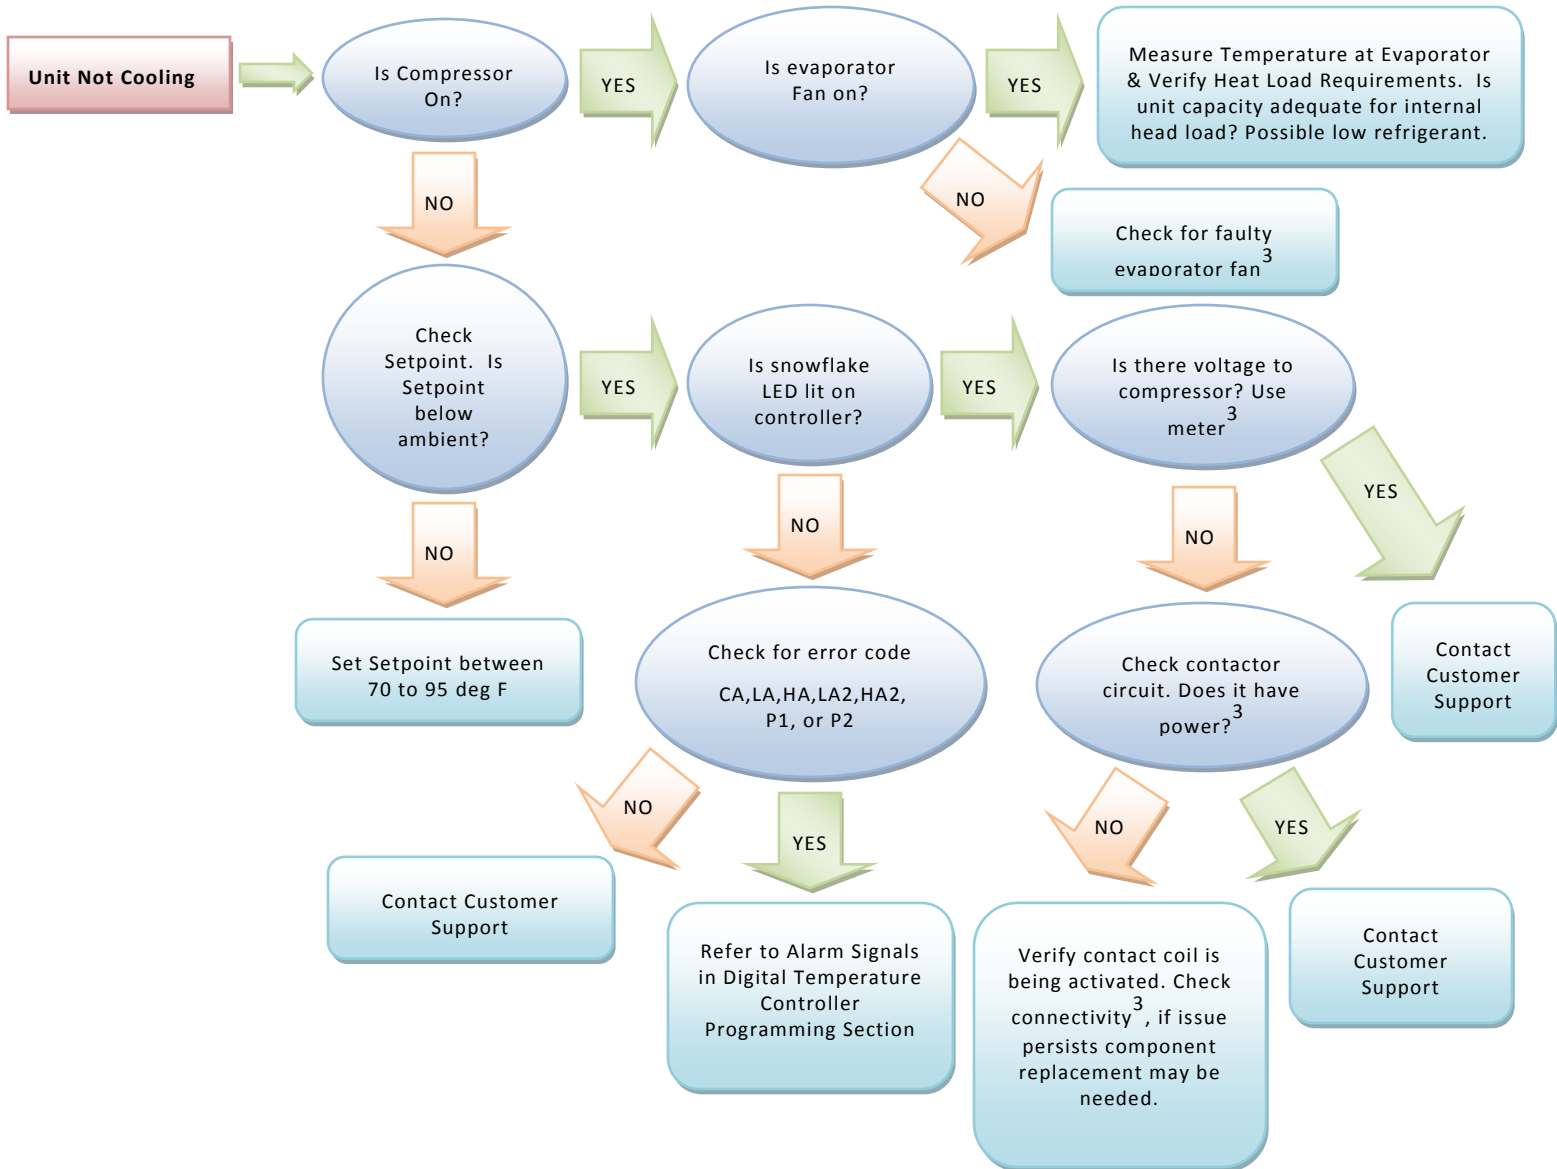 Unit Not Cooling
Is Compressor
On?
YES
Is evaporator
Fan on?
YES
Measure Temperature at Evaporator
& Verify Heat Load Requirements.  Is
unit capacity adequate for internal
head load? Possible low refrigerant.
NO
NO
Check for faulty
evaporator fan3
Check
Setpoint.  Is
Setpoint
below
ambient?
YES
Is snowflake
LED lit on
controller?
YES
Is there voltage to
compressor? Use
meter3
NO
NO
NO
YES
Set Setpoint between
70 to 95 deg F
Check for error code
CA,LA,HA,LA2,HA2,
P1, or P2
Check contactor
circuit. Does it have
power?3
Contact
Customer
Support
NO
YES
NO
YES
Contact Customer
Support
Refer to Alarm Signals
in Digital Temperature
Controller
Programming Section
Verify contact coil is
being activated. Check
connectivity3, if issue
persists component
replacement may be
needed.
Contact
Customer
Support